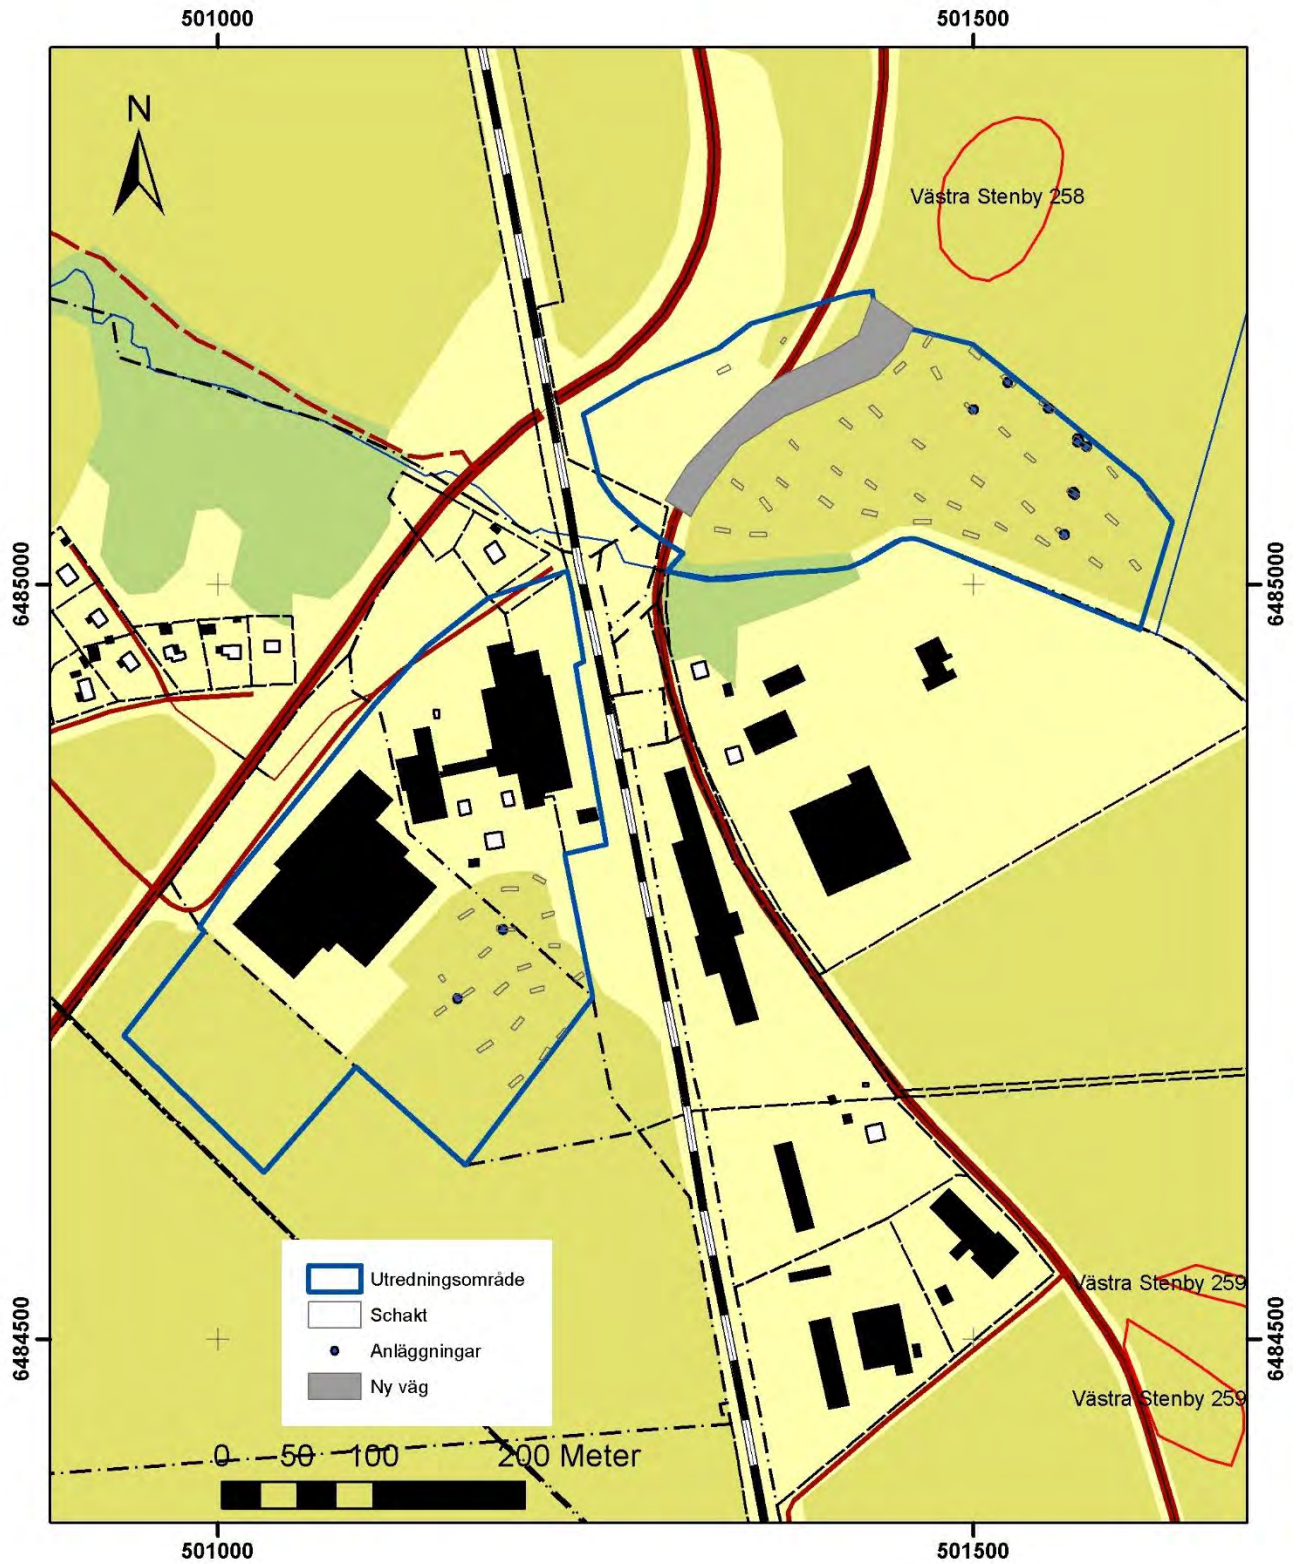 501000 501500
N
Västra Stenby 258
6485000 6485000
Västra Stenby 259
Utredningsområde
Schakt
Anläggningar
Ny väg
6484500 6484500
Västra Stenby 259
0 50 100 200 Meter
501000 501500